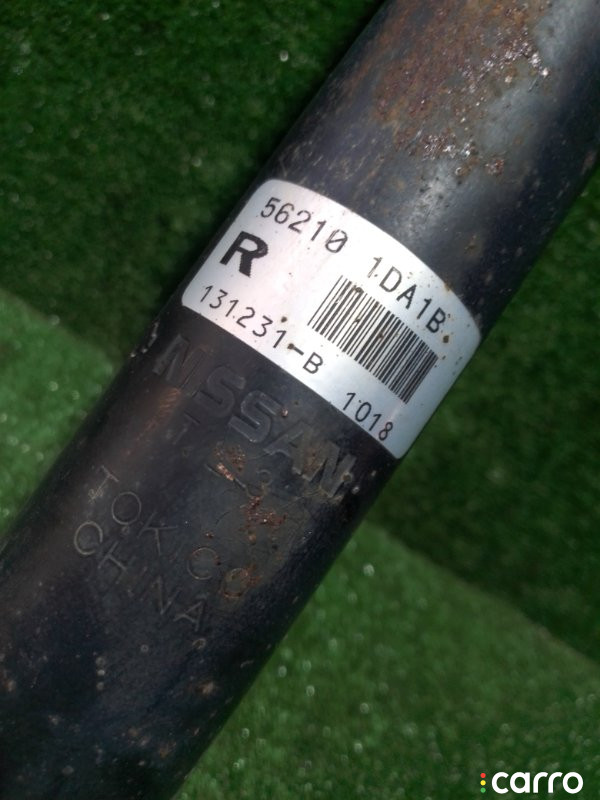 56210 1DA1B
R
131231-B 1018
NISSAN
TOKICO
CHINA
carro